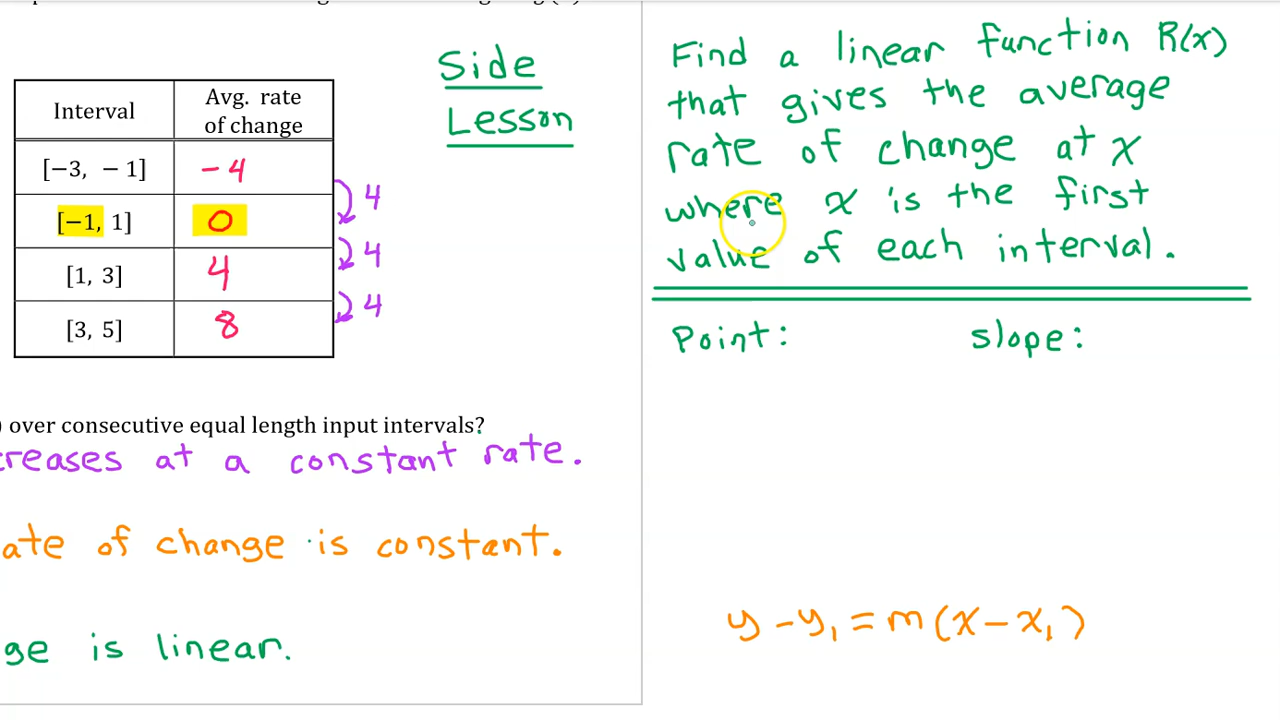 Side
Lesson
Interval Avg. rate of change
[−3, − 1] −4
[−1, 1] 0
[1, 3] 4
[3, 5] 8
4
4
4
) over consecutive equal length input intervals?
creases at a constant rate.
ate of change is constant.
ge is linear.
Find a linear function R(x)
that gives the average
rate of change at x
where x is the first
value of each interval.
Point: slope:
y − y₁ = m(x − x₁)